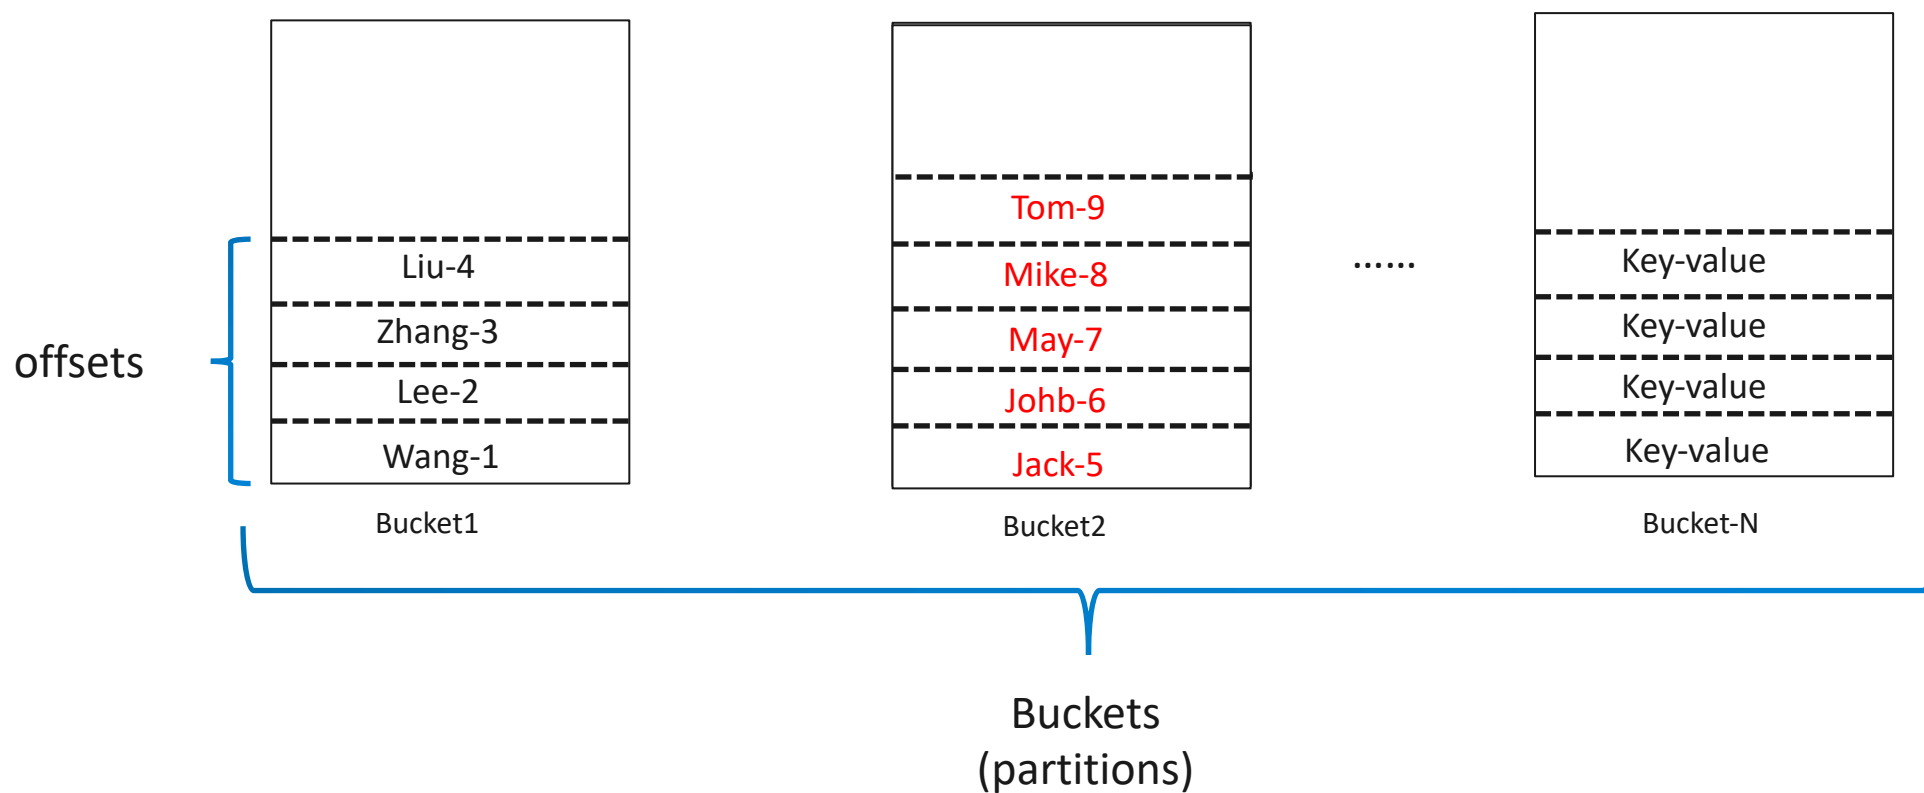 offsets
Liu-4
Zhang-3
Lee-2
Wang-1
Bucket1
Tom-9
Mike-8
May-7
Johb-6
Jack-5
Bucket2
......
Key-value
Key-value
Key-value
Key-value
Bucket-N
Buckets
(partitions)